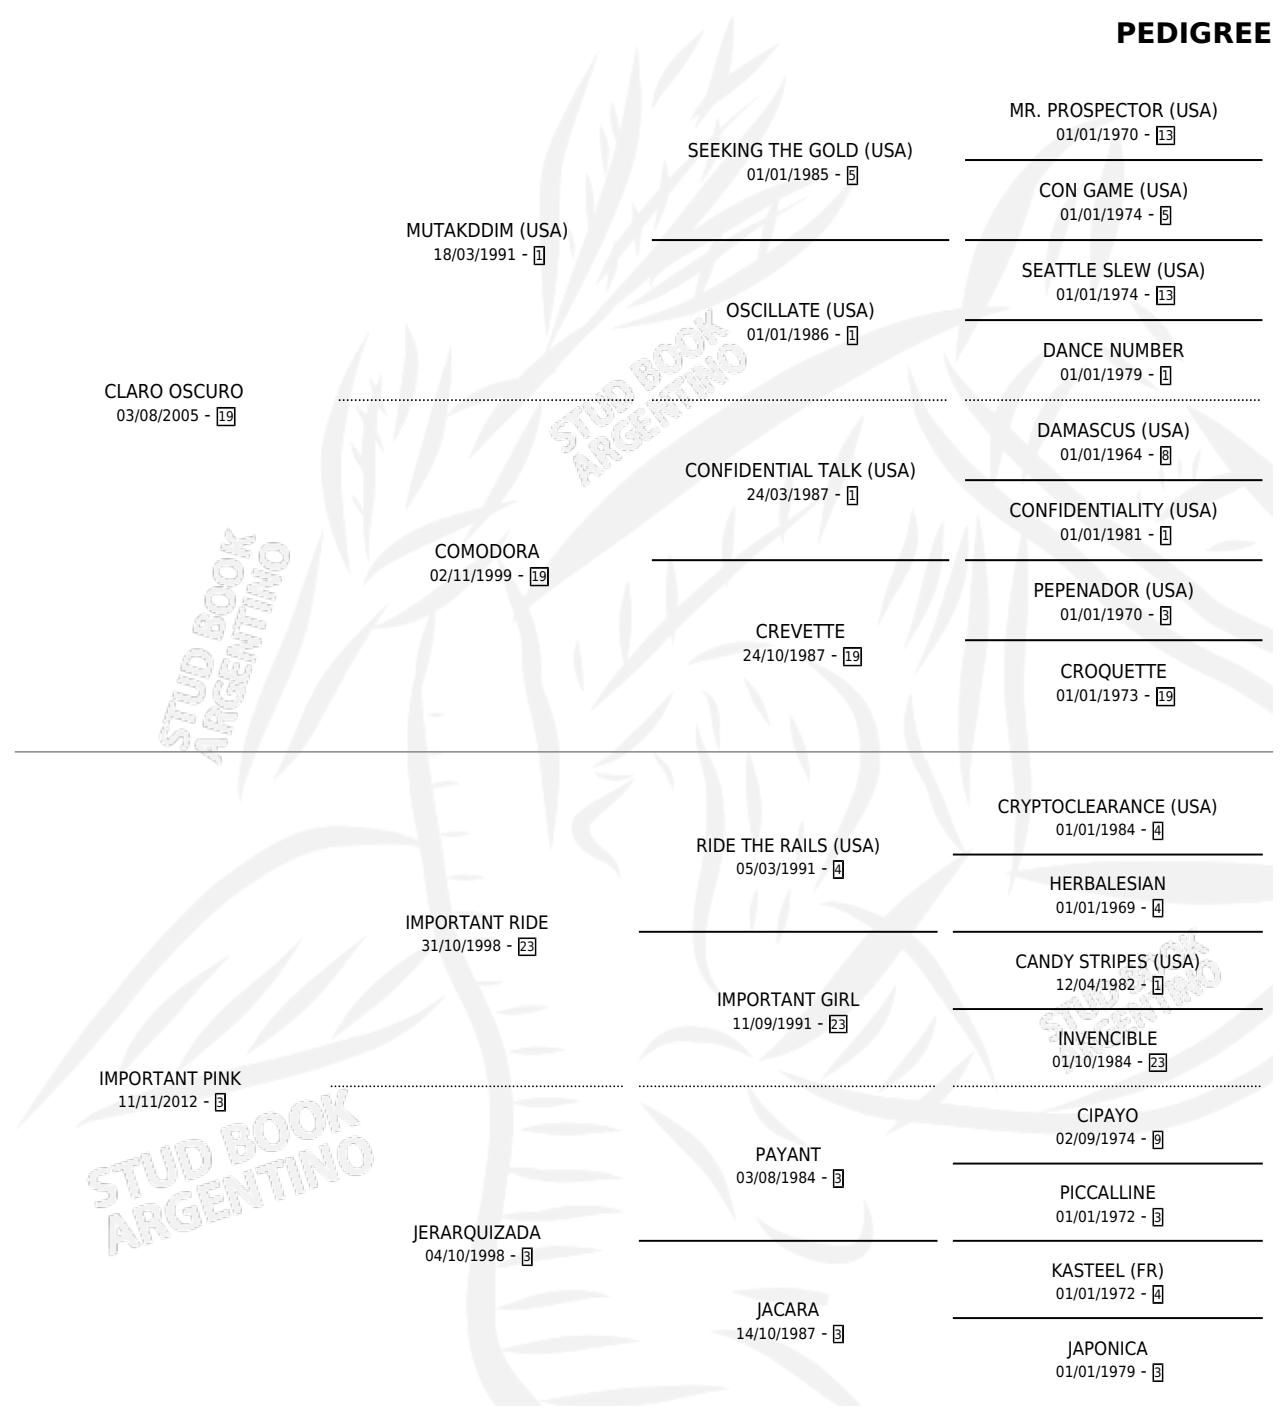 PEDIGREE
MR. PROSPECTOR (USA)
01/01/1970 - 13
SEEKING THE GOLD (USA)
01/01/1985 - 5
CON GAME (USA)
01/01/1974 - 5
MUTAKDDIM (USA)
18/03/1991 - 1
SEATTLE SLEW (USA)
01/01/1974 - 13
OSCILLATE (USA)
01/01/1986 - 1
DANCE NUMBER
01/01/1979 - 1
CLARO OSCURO
03/08/2005 - 19
STUD BOOK
ARGENTINO
DAMASCUS (USA)
01/01/1964 - 8
CONFIDENTIAL TALK (USA)
24/03/1987 - 1
CONFIDENTIALITY (USA)
01/01/1981 - 1
COMODORA
02/11/1999 - 19
PEPENADOR (USA)
01/01/1970 - 3
CREVETTE
24/10/1987 - 19
CROQUETTE
01/01/1973 - 19
STUD BOOK
ARGENTINO
CRYPTOCLEARANCE (USA)
01/01/1984 - 4
RIDE THE RAILS (USA)
05/03/1991 - 4
HERBALESIAN
01/01/1969 - 4
IMPORTANT RIDE
31/10/1998 - 23
CANDY STRIPES (USA)
12/04/1982 - 1
IMPORTANT GIRL
11/09/1991 - 23
INVENCIBLE
01/10/1984 - 23
STUD BOOK
ARGENTINO
IMPORTANT PINK
11/11/2012 - 3
CIPAYO
02/09/1974 - 9
PAYANT
03/08/1984 - 3
PICCALLINE
01/01/1972 - 3
STUD BOOK
ARGENTINO
JERARQUIZADA
04/10/1998 - 3
KASTEEL (FR)
01/01/1972 - 4
JACARA
14/10/1987 - 3
JAPONICA
01/01/1979 - 3